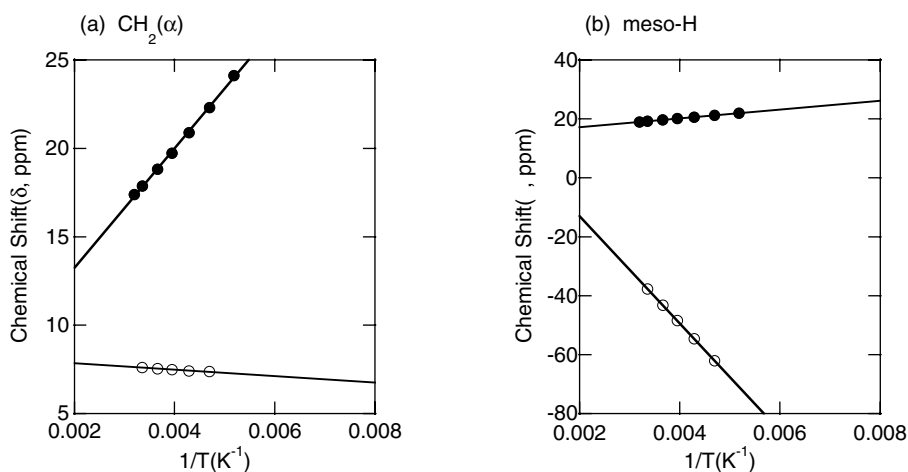 (a) CH2(α)
25
20
15
10
5
0.002 0.004 0.006 0.008
Chemical Shift(δ, ppm)
1/T(K-1)
(b) meso-H
40
20
0
-20
-40
-60
-80
0.002 0.004 0.006 0.008
Chemical Shift( , ppm)
1/T(K-1)